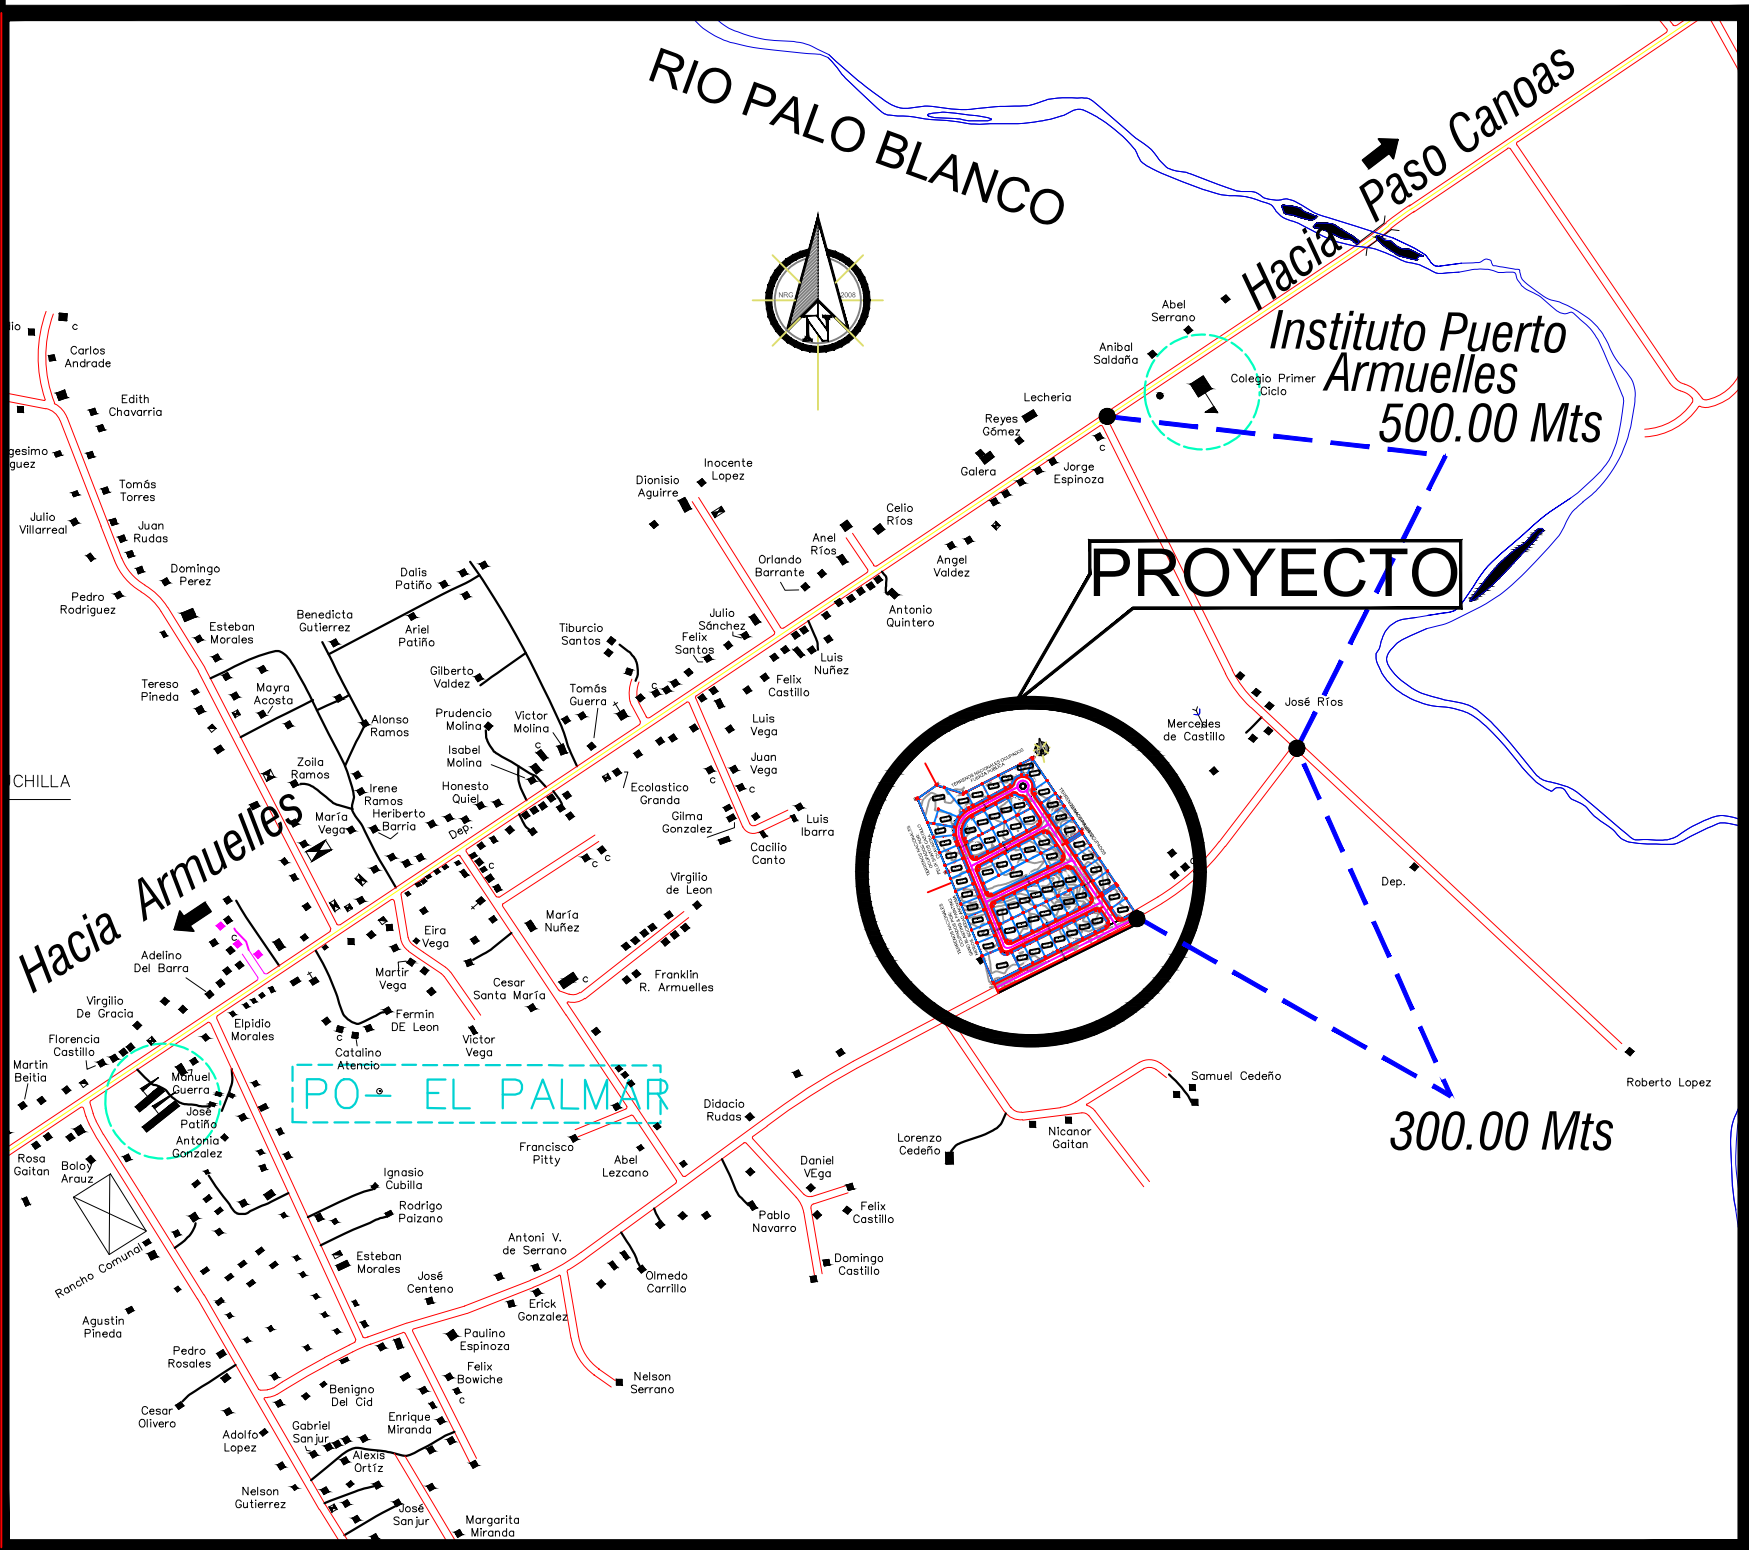 RIO PALO BLANCO
Hacia Paso Canoas
NRG
2008
N
Instituto Puerto
Armuelles
500.00 Mts
Abel
Serrano
Anibal
Saldaña
Colegio Primer
Ciclo
Lecheria
Reyes
Gómez
Galera
Jorge
Espinoza
c
PROYECTO
c
Carlos
Andrade
Edith
Chavarria
Tomás
Torres
Julio
Villarreal
Juan
Rudas
Domingo
Perez
Pedro
Rodriguez
Esteban
Morales
Tereso
Pineda
Mayra
Acosta
Benedicta
Gutierrez
Dalis
Patiño
Ariel
Patiño
Gilberto
Valdez
Alonso
Ramos
Zoila
Ramos
Irene
Ramos
María
Vega
Heriberto
Barria
Prudencio
Molina
Victor
Molina
Isabel
Molina
c
Honesto
Quiel
Dep.
Tiburcio
Santos
Tomás
Guerra
c
Felix
Santos
Julio
Sánchez
Dionisio
Aguirre
Inocente
Lopez
Orlando
Barrante
Anel
Ríos
Celio
Ríos
Angel
Valdez
Antonio
Quintero
Luis
Nuñez
Felix
Castillo
Luis
Vega
Juan
Vega
c
c
Ecolastico
Granda
Gilma
Gonzalez
Luis
Ibarra
Cacilio
Canto
José Ríos
Mercedes
de Castillo
Dep.
Roberto Lopez
300.00 Mts
Hacia Armuelles
c
Adelino
Del Barra
Virgilio
De Gracia
Florencia
Castillo
Martin
Beitia
Elpidio
Morales
Catalino
Atencio
c
Fermin
DE Leon
Martir
Vega
Eira
Vega
Victor
Vega
Cesar
Santa María
María
Nuñez
c
c
c
c
Virgilio
de Leon
Franklin
R. Armuelles
PO- EL PALMAR
Manuel
Guerra
José
Patiño
Antonia
Gonzalez
Rosa
Gaitan
Boloy
Arauz
Rancho Comunal
Agustin
Pineda
Ignasio
Cubilla
Rodrigo
Paizano
Esteban
Morales
José
Centeno
Antoni V.
de Serrano
Erick
Gonzalez
Olmedo
Carrillo
Francisco
Pitty
Abel
Lezcano
Didacio
Rudas
Pablo
Navarro
Daniel
VEga
Felix
Castillo
Domingo
Castillo
Lorenzo
Cedeño
Nicanor
Gaitan
Samuel Cedeño
Pedro
Rosales
Cesar
Olivero
Adolfo
Lopez
Benigno
Del Cid
Gabriel
Sanjur
Enrique
Miranda
Paulino
Espinoza
Felix
Bowiche
c
Nelson
Serrano
Alexis
Ortíz
Nelson
Gutierrez
José
Sanjur
Margarita
Miranda